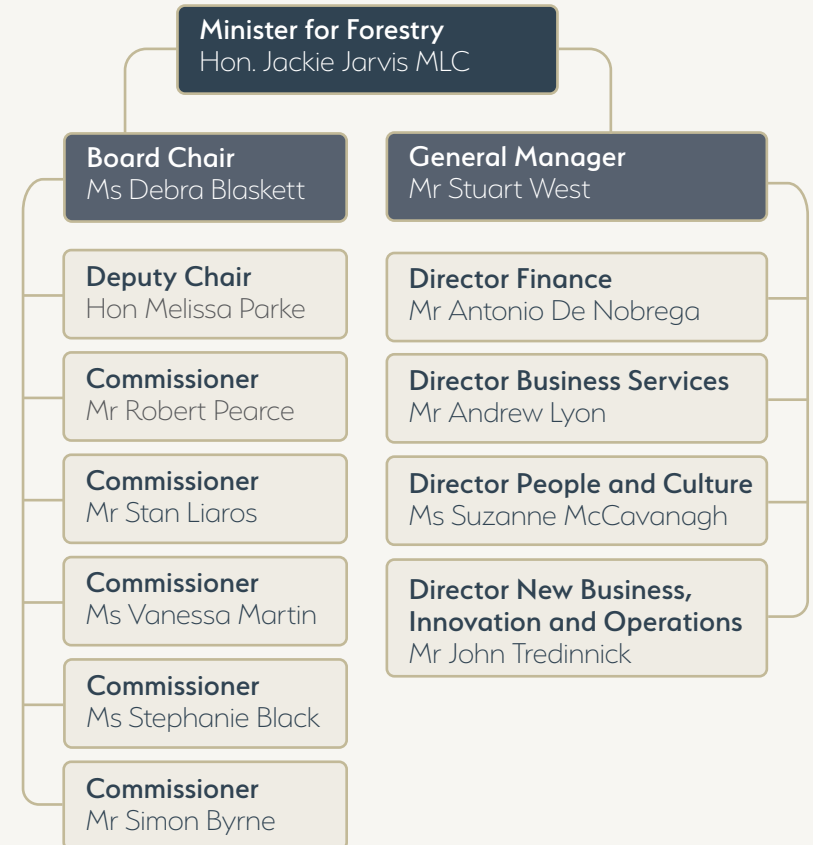 Minister for Forestry
Hon. Jackie Jarvis MLC
Board Chair
Ms Debra Blaskett
Deputy Chair
Hon Melissa Parke
Commissioner
Mr Robert Pearce
Commissioner
Mr Stan Liaros
Commissioner
Ms Vanessa Martin
Commissioner
Ms Stephanie Black
Commissioner
Mr Simon Byrne
General Manager
Mr Stuart West
Director Finance
Mr Antonio De Nobrega
Director Business Services
Mr Andrew Lyon
Director People and Culture
Ms Suzanne McCavanagh
Director New Business,
Innovation and Operations
Mr John Tredinnick